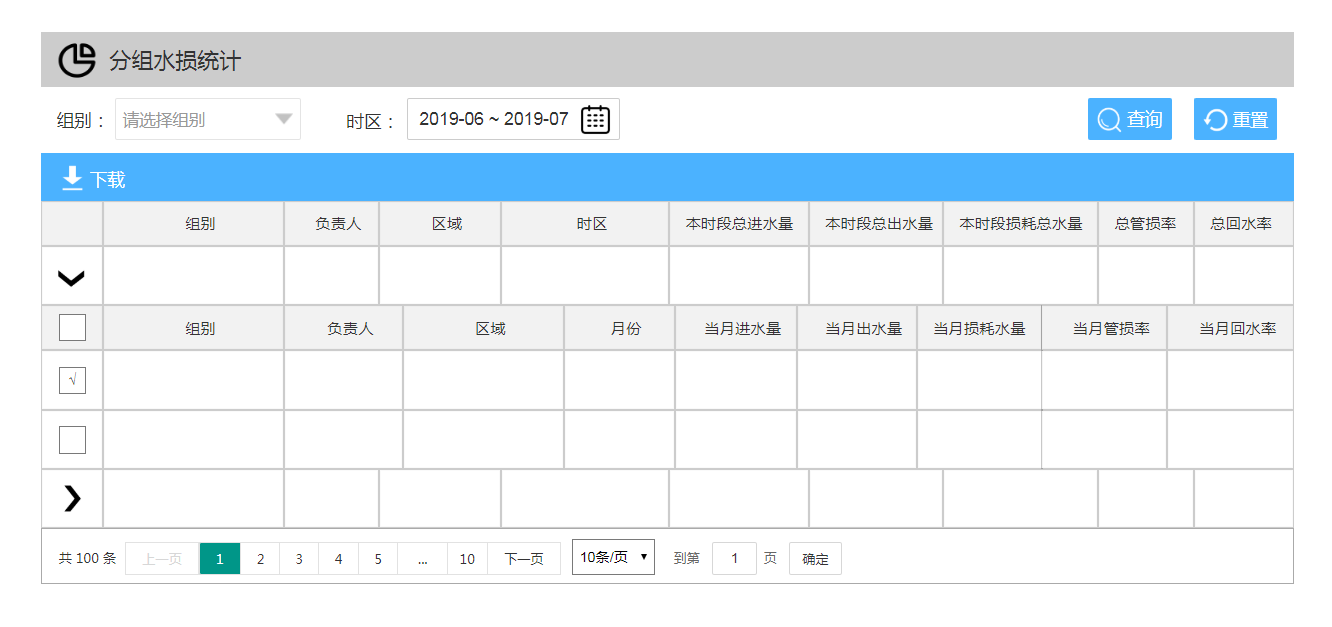 分组水损统计
组别： 请选择组别 时区： 2019-06 ~ 2019-07 查询 重置
下载
组别 负责人 区域 时区 本时段总进水量 本时段总出水量 本时段损耗总水量 总管损率 总回水率
组别 负责人 区域 月份 当月进水量 当月出水量 当月损耗水量 当月管损率 当月回水率
√
共 100 条 上一页 1 2 3 4 5 ... 10 下一页 10条/页 到第 1 页 确定